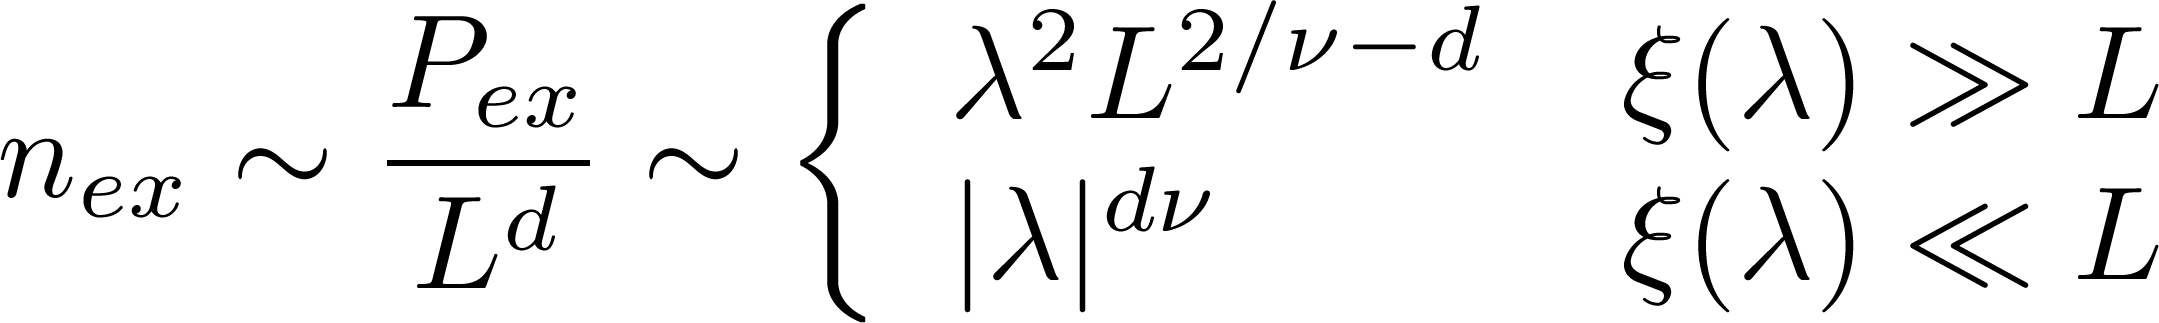 $$n_{ex} \sim \frac{P_{ex}}{L^d} \sim \begin{cases} \lambda^2 L^{2/\nu-d} & \xi(\lambda) \gg L \\ |\lambda|^{d\nu} & \xi(\lambda) \ll L \end{cases}$$